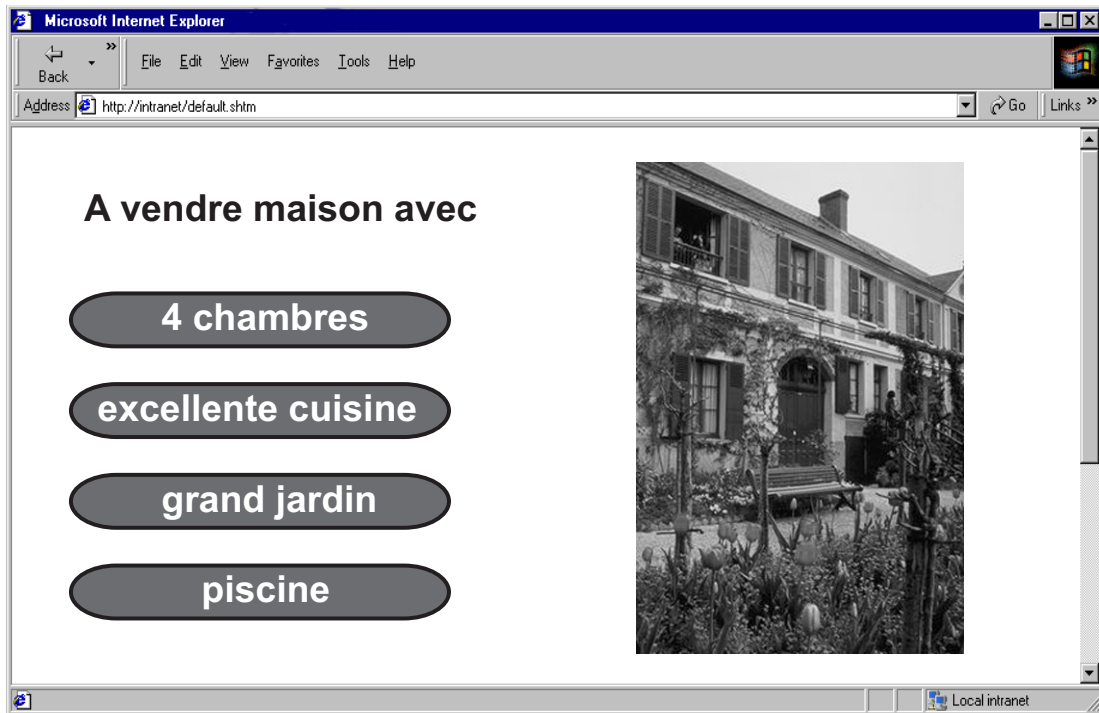 Microsoft Internet Explorer
Back
»
File Edit View Favorites Tools Help
Address http://intranet/default.shtm Go Links »
A vendre maison avec
4 chambres
excellente cuisine
grand jardin
piscine
Local intranet